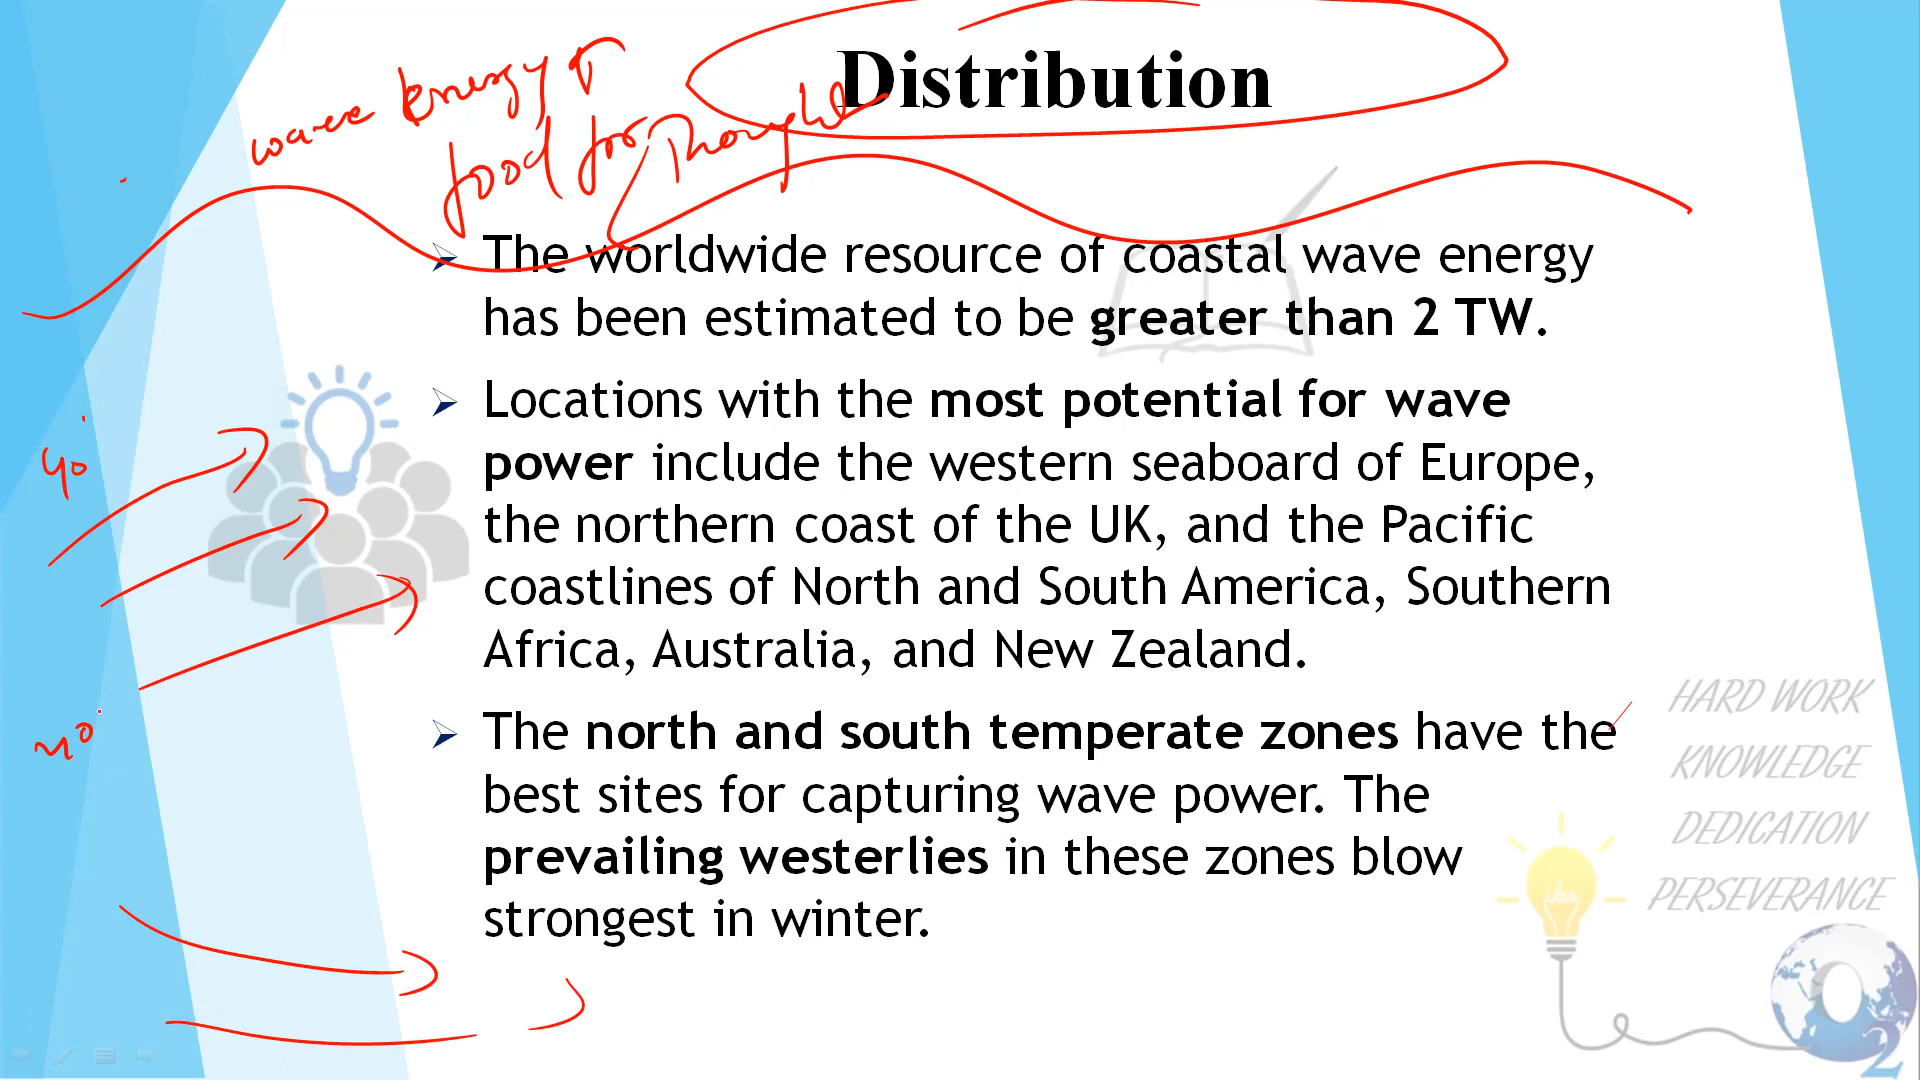 Distribution
wave Energy
food for Thought
The worldwide resource of coastal wave energy
has been estimated to be greater than 2 TW.
Locations with the most potential for wave
power include the western seaboard of Europe,
the northern coast of the UK, and the Pacific
coastlines of North and South America, Southern
Africa, Australia, and New Zealand.
The north and south temperate zones have the
best sites for capturing wave power. The
prevailing westerlies in these zones blow
strongest in winter.
40°
HARD WORK
KNOWLEDGE
DEDICATION
PERSEVERANCE
idea
O2